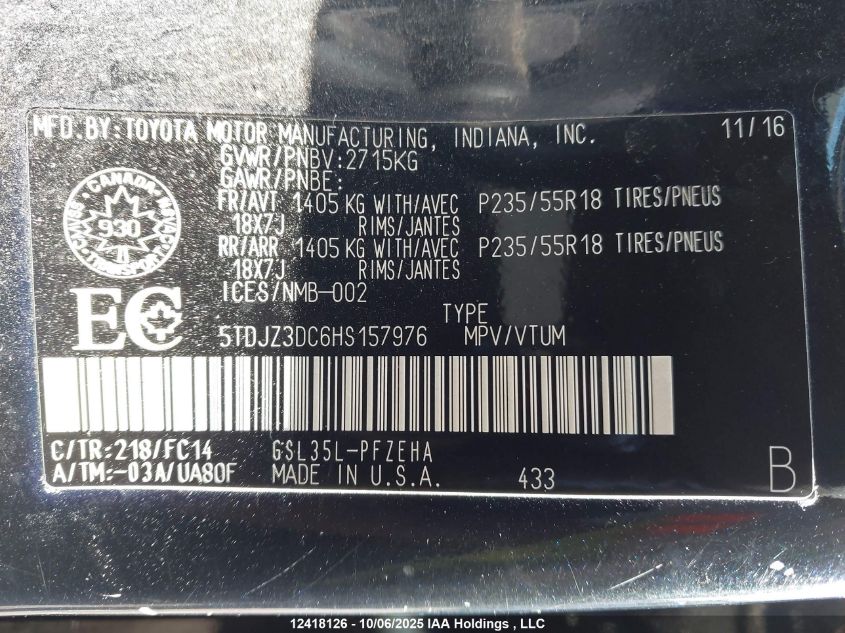 MFD.BY:TOYOTA MOTOR MANUFACTURING, INDIANA, INC. 11/16
GVWR/PNBV:2715KG
GAWR/PNBE:
FR/AVT 1405 KG WITH/AVEC P235/55R18 TIRES/PNEUS
18X7J RIMS/JANTES
RR/ARR 1405 KG WITH/AVEC P235/55R18 TIRES/PNEUS
18X7J RIMS/JANTES
ICES/NMB-002
CANADA
930
TRANSPORT
EC
TYPE
5TDJZ3DC6HS157976 MPV/VTUM
C/TR:218/FC14 GSL35L-PFZEHA
A/TM:-03A/UA80F MADE IN U.S.A. 433 B
12418126 - 10/06/2025 IAA Holdings , LLC